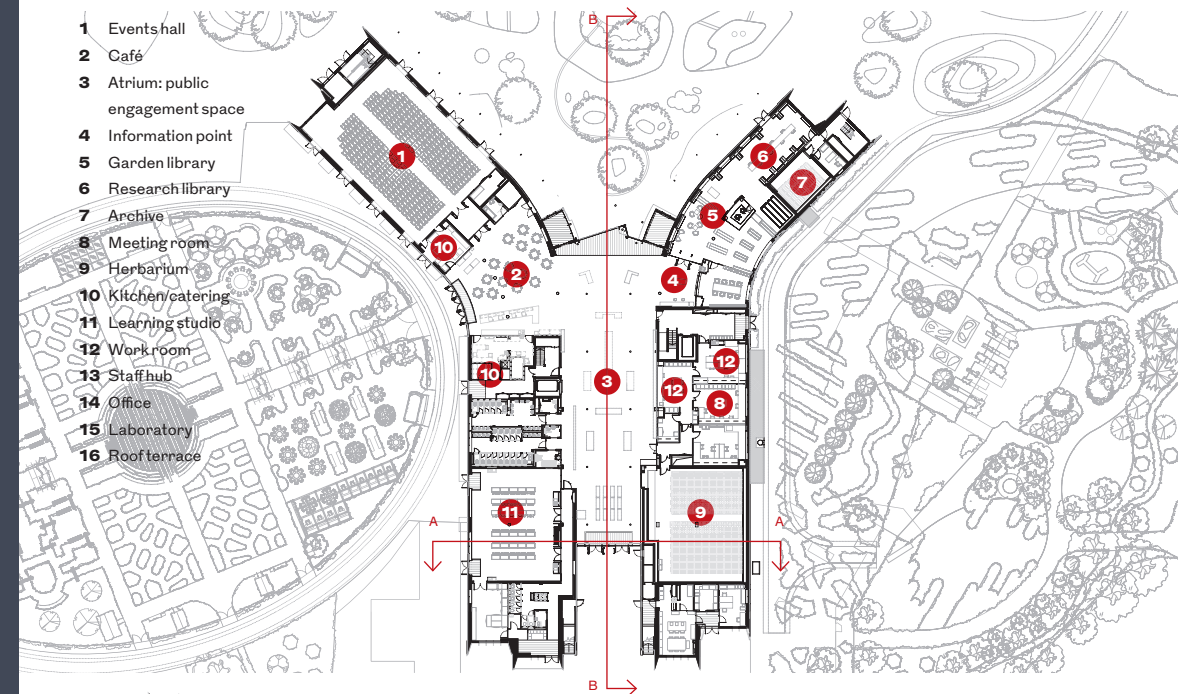 1 Events hall
2 Café
3 Atrium: public
engagement space
4 Information point
5 Garden library
6 Research library
7 Archive
8 Meeting room
9 Herbarium
10 Kitchen/catering
11 Learning studio
12 Work room
13 Staff hub
14 Office
15 Laboratory
16 Roof terrace
B
1
6
7
5
10
2
4
3
10
12
12
8
11
9
A
A
B